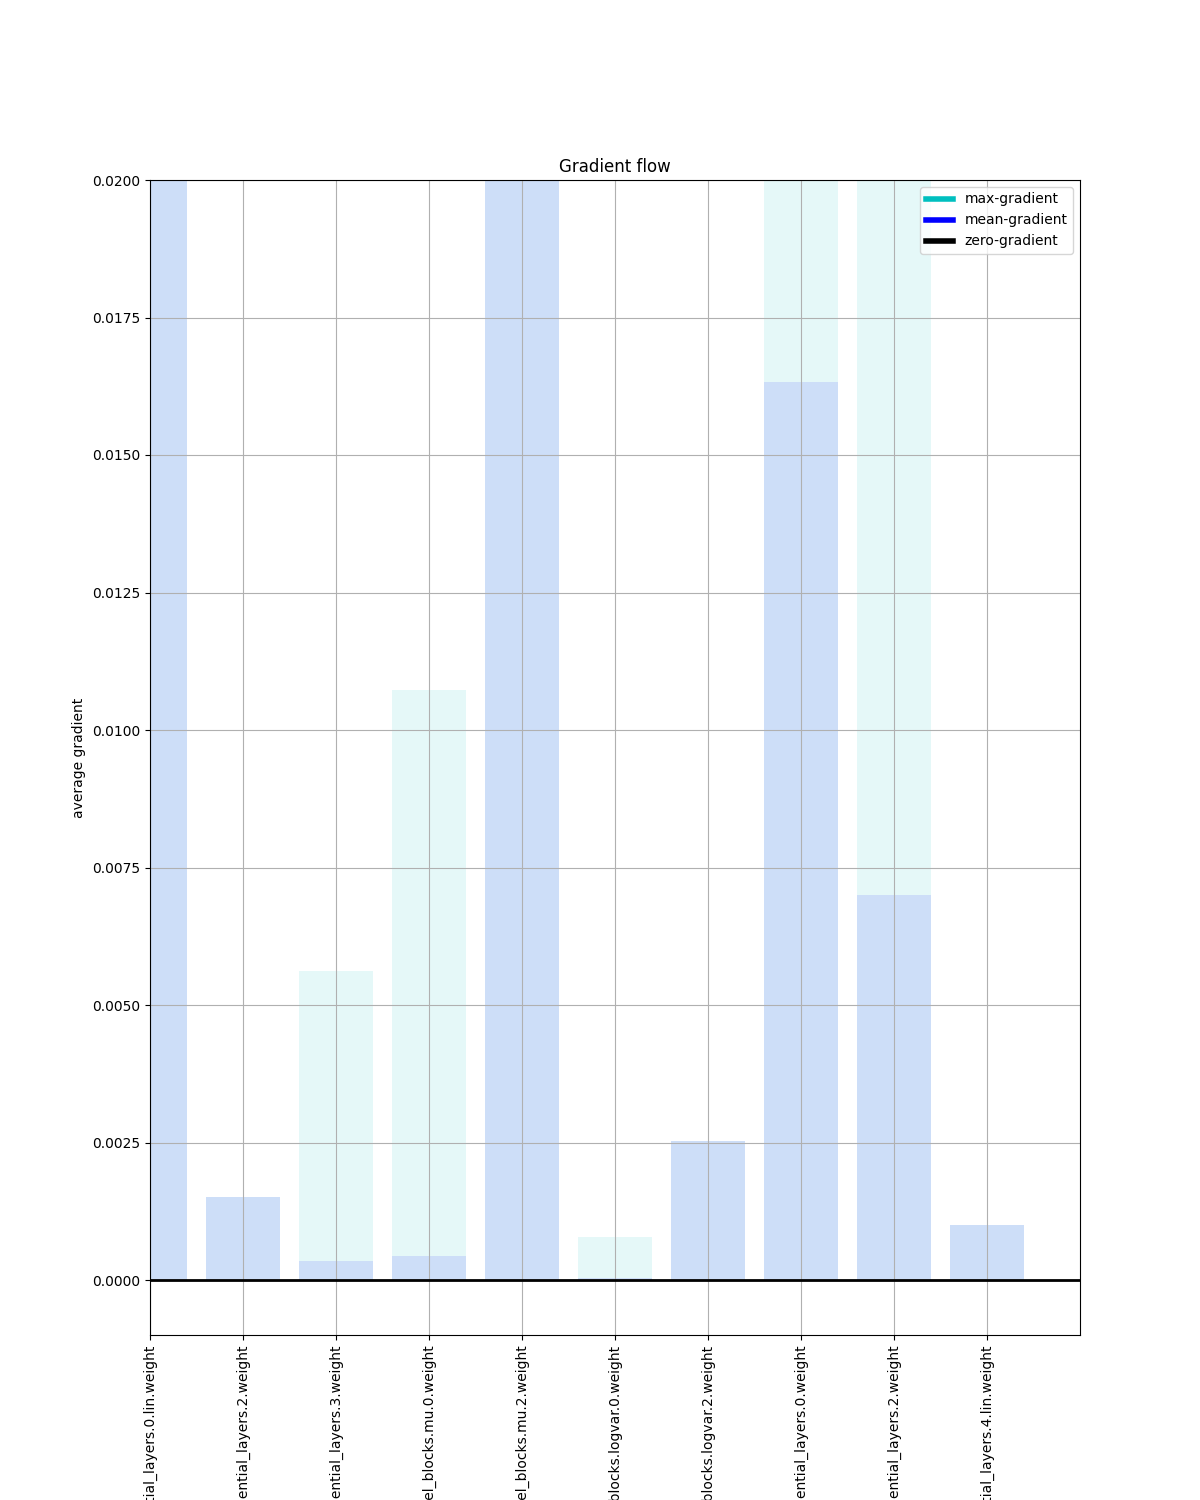 Gradient flow
max-gradient
mean-gradient
zero-gradient
average gradient
0.0200
0.0175
0.0150
0.0125
0.0100
0.0075
0.0050
0.0025
0.0000
tial_layers.0.lin.weight
ential_layers.2.weight
ential_layers.3.weight
el_blocks.mu.0.weight
el_blocks.mu.2.weight
blocks.logvar.0.weight
blocks.logvar.2.weight
ential_layers.0.weight
ential_layers.2.weight
tial_layers.4.lin.weight